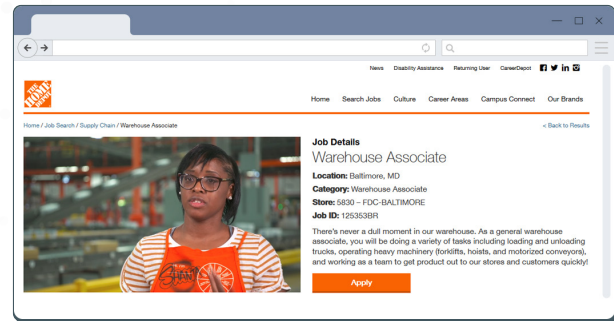 News Disability Assistance Returning User CareerDepot
THE HOME DEPOT
Home Search Jobs Culture Career Areas Campus Connect Our Brands
Home / Job Search / Supply Chain / Warehouse Associate
< Back to Results
Job Details
Warehouse Associate
Location: Baltimore, MD
Category: Warehouse Associate
Store: 5830 – FDC-BALTIMORE
Job ID: 125353BR
There's never a dull moment in our warehouse. As a general warehouse
associate, you will be doing a variety of tasks including loading and unloading
trucks, operating heavy machinery (forklifts, hoists, and motorized conveyors),
and working as a team to get product out to our stores and customers quickly!
Apply